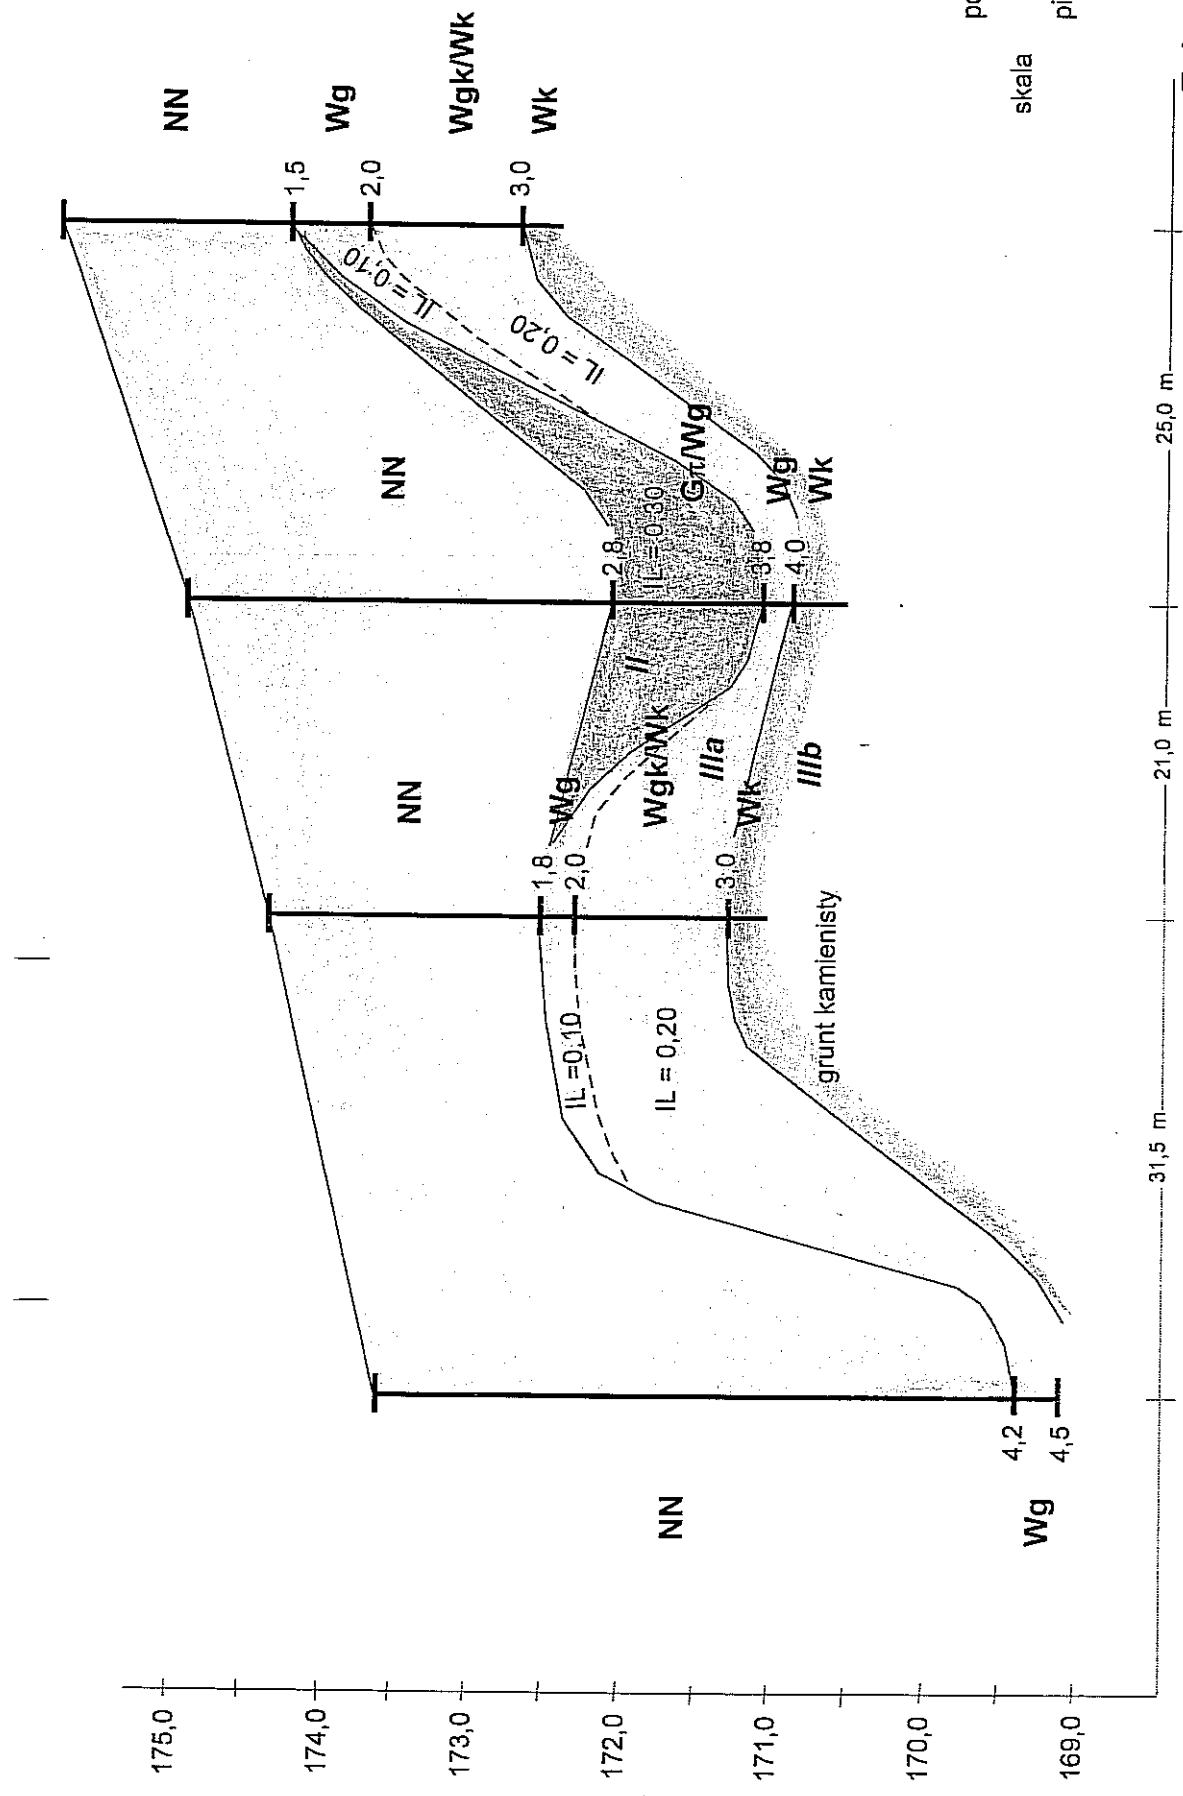 175,0
NN
1,5
174,0
Wg
2,0
IL = 0,10
NN
NN
173,0
Wgk/Wk
3,0
Wk
1,8
IL = 0,20
Wg
IL =0,10
2,0
172,0
2,8
II
IL = 0,30
NN
IL = 0,20
Wgk/Wk
Gπ/Wg
IIIa
3,0
Wk
171,0
3,8
Wg
4,0
IIIb
Wk
grunt kamienisty
170,0
4,2
skala
Wg
4,5
169,0
31,5 m
21,0 m
25,0 m